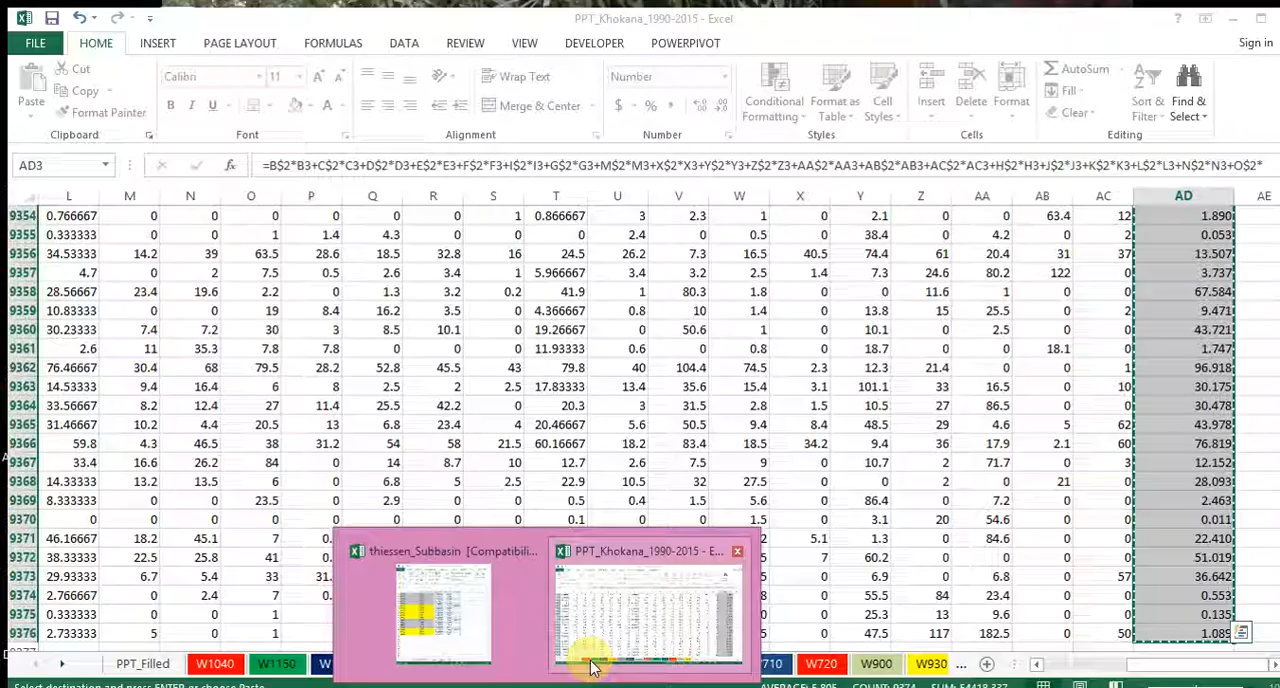 PPT_Khokana_1990-2015 - Excel
FILE HOME INSERT PAGE LAYOUT FORMULAS DATA REVIEW VIEW DEVELOPER POWERPIVOT Sign in
Paste Cut Copy Format Painter Calibri 11 B I U Wrap Text Merge & Center Number $ % Conditional Formatting Format as Table Cell Styles Insert Delete Format AutoSum Fill Clear Sort & Filter Find & Select
Clipboard Font Alignment Number Styles Cells Editing
AD3 fx =B$2*B3+C$2*C3+D$2*D3+E$2*E3+F$2*F3+I$2*I3+G$2*G3+M$2*M3+X$2*X3+Y$2*Y3+Z$2*Z3+AA$2*AA3+AB$2*AB3+AC$2*AC3+H$2*H3+J$2*J3+K$2*K3+L$2*L3+N$2*N3+O$2*
L M N O P Q R S T U V W X Y Z AA AB AC AD AE
9354 0.766667 0 0 0 0 0 0 1 0.866667 3 2.3 1 0 2.1 0 0 63.4 12 1.890
9355 0.333333 0 0 1 1.4 4.3 0 0 0 2.4 0 0.5 0 38.4 0 4.2 0 2 0.053
9356 34.53333 14.2 39 63.5 28.6 18.5 32.8 16 24.5 26.2 7.3 16.5 40.5 74.4 61 20.4 31 37 13.507
9357 4.7 0 2 7.5 0.5 2.6 3.4 1 5.966667 3.4 3.2 2.5 1.4 7.3 24.6 80.2 122 0 3.737
9358 28.56667 23.4 19.6 2.2 0 1.3 3.2 0.2 41.9 1 80.3 1.8 0 0 11.6 1 0 0 67.584
9359 10.83333 0 0 19 8.4 16.2 3.5 0 4.366667 0.8 10 1.4 0 13.8 15 25.5 0 2 9.471
9360 30.23333 7.4 7.2 30 3 8.5 10.1 0 19.26667 0 50.6 1 0 10.1 0 2.5 0 0 43.721
9361 2.6 11 35.3 7.8 7.8 0 0 0 11.93333 0.6 0 0.8 0 18.7 0 0 18.1 0 1.747
9362 76.46667 30.4 68 79.5 28.2 52.8 45.5 43 79.8 40 104.4 74.5 2.3 12.3 21.4 0 0 1 96.918
9363 14.53333 9.4 16.4 6 8 2.5 2 2.5 17.83333 13.4 35.6 15.4 3.1 101.1 33 16.5 0 10 30.175
9364 33.56667 8.2 12.4 27 11.4 25.5 42.2 0 20.3 3 31.5 2.8 1.5 10.5 27 86.5 0 0 30.478
9365 31.46667 10.2 4.4 20.5 13 6.8 23.4 4 20.46667 5.6 50.5 9.4 8.4 48.5 29 4.6 5 62 43.978
9366 59.8 4.3 46.5 38 31.2 54 58 21.5 60.16667 18.2 83.4 18.5 34.2 9.4 36 17.9 2.1 60 76.819
9367 33.4 16.6 26.2 84 0 14 8.7 10 12.7 2.6 7.5 9 0 10.7 2 71.7 0 3 12.152
9368 14.33333 13.2 13.5 6 0 6.8 5 2.5 22.9 10.5 32 27.5 0 0 2 0 21 0 28.093
9369 8.333333 0 0 23.5 0 2.9 0 0 0.5 0.4 1.5 5.6 0 86.4 0 7.2 0 0 2.463
9370 0 0 0 0 0 0 0 0 0.1 0 0 1.5 0 3.1 20 54.6 0 0 0.011
9371 46.16667 18.2 45.1 7 0. 2 5.1 1.3 0 84.6 0 2 22.410
9372 38.33333 22.5 25.8 41 0. 7 0 60.2 0 0 0 0 51.019
9373 29.93333 6.7 5.4 33 31. 0 6.9 0 6.8 0 57 36.642
9374 2.766667 0 2.4 7 0. 0 55.5 84 23.4 0 0 0.553
9375 0.333333 0 0 1 0 25.3 13 9.6 0 0 0.135
9376 2.733333 5 0 1 5 0 47.5 117 182.5 0 50 1.089
thiessen_Subbasin [Compatibili... PPT_Khokana_1990-2015 - E...
PPT_Filled W1040 W1150 W 710 W720 W900 W930 ...
Select destination and press ENTER or choose Paste AVERAGE: 5.805 COUNT: 9374 SUM: 54418.337